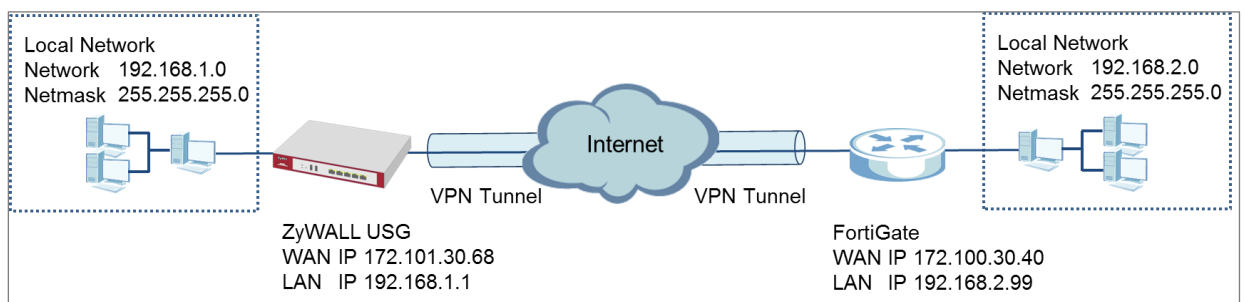 Local Network
Network 192.168.1.0
Netmask 255.255.255.0
Local Network
Network 192.168.2.0
Netmask 255.255.255.0
Internet
VPN Tunnel
VPN Tunnel
ZyWALL USG
WAN IP 172.101.30.68
LAN IP 192.168.1.1
FortiGate
WAN IP 172.100.30.40
LAN IP 192.168.2.99